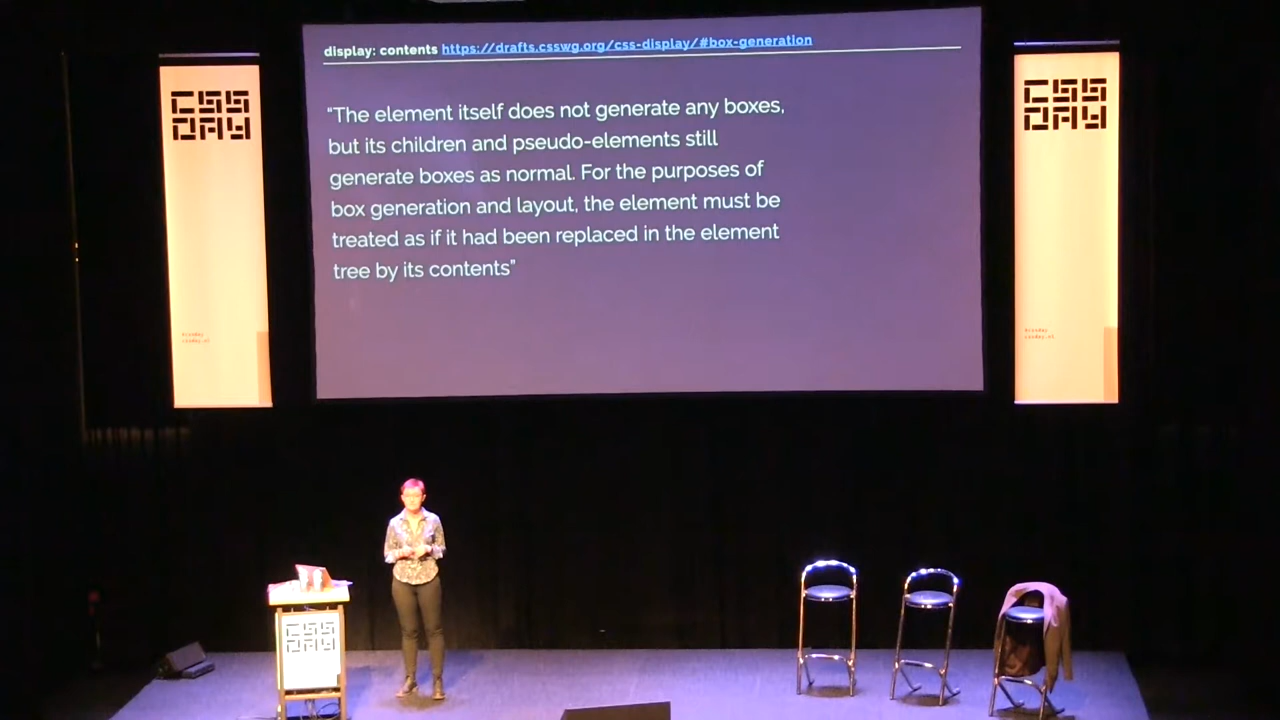 display: contents https://drafts.csswg.org/css-display/#box-generation
“The element itself does not generate any boxes,
but its children and pseudo-elements still
generate boxes as normal. For the purposes of
box generation and layout, the element must be
treated as if it had been replaced in the element
tree by its contents”
CSS
DAY
CSS
DAY
CSS
DAY